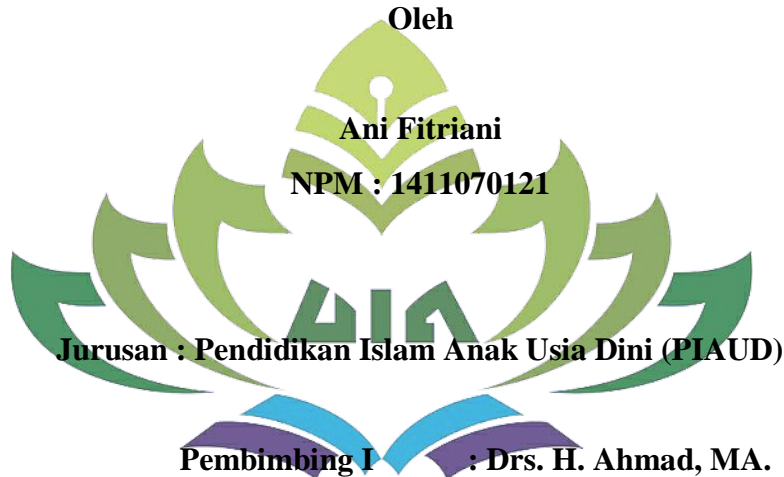 Oleh
Ani Fitriani
NPM : 1411070121
UIN
Jurusan : Pendidikan Islam Anak Usia Dini (PIAUD)
Pembimbing I : Drs. H. Ahmad, MA.